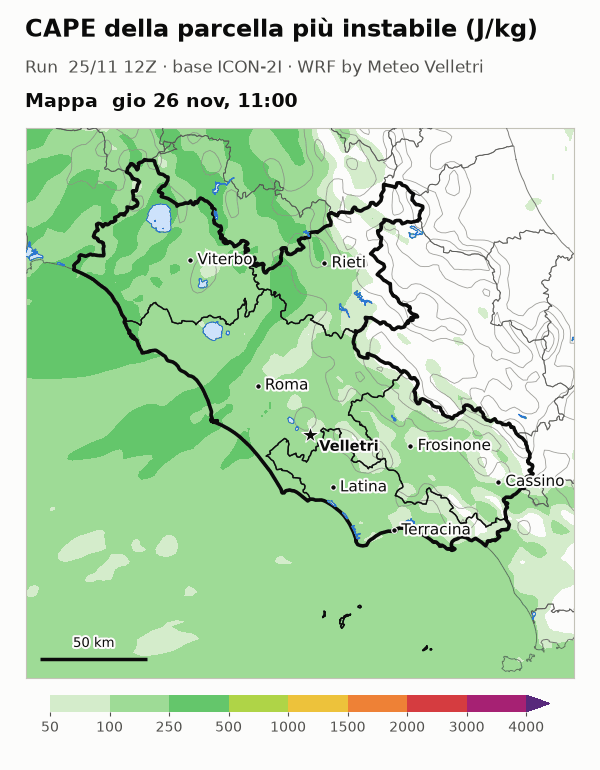 CAPE della parcella più instabile (J/kg)
Run 25/11 12Z · base ICON-2I · WRF by Meteo Velletri
Mappa gio 26 nov, 11:00
Viterbo
Rieti
Roma
Velletri
Frosinone
Cassino
Latina
Terracina
50 km
50 100 250 500 1000 1500 2000 3000 4000